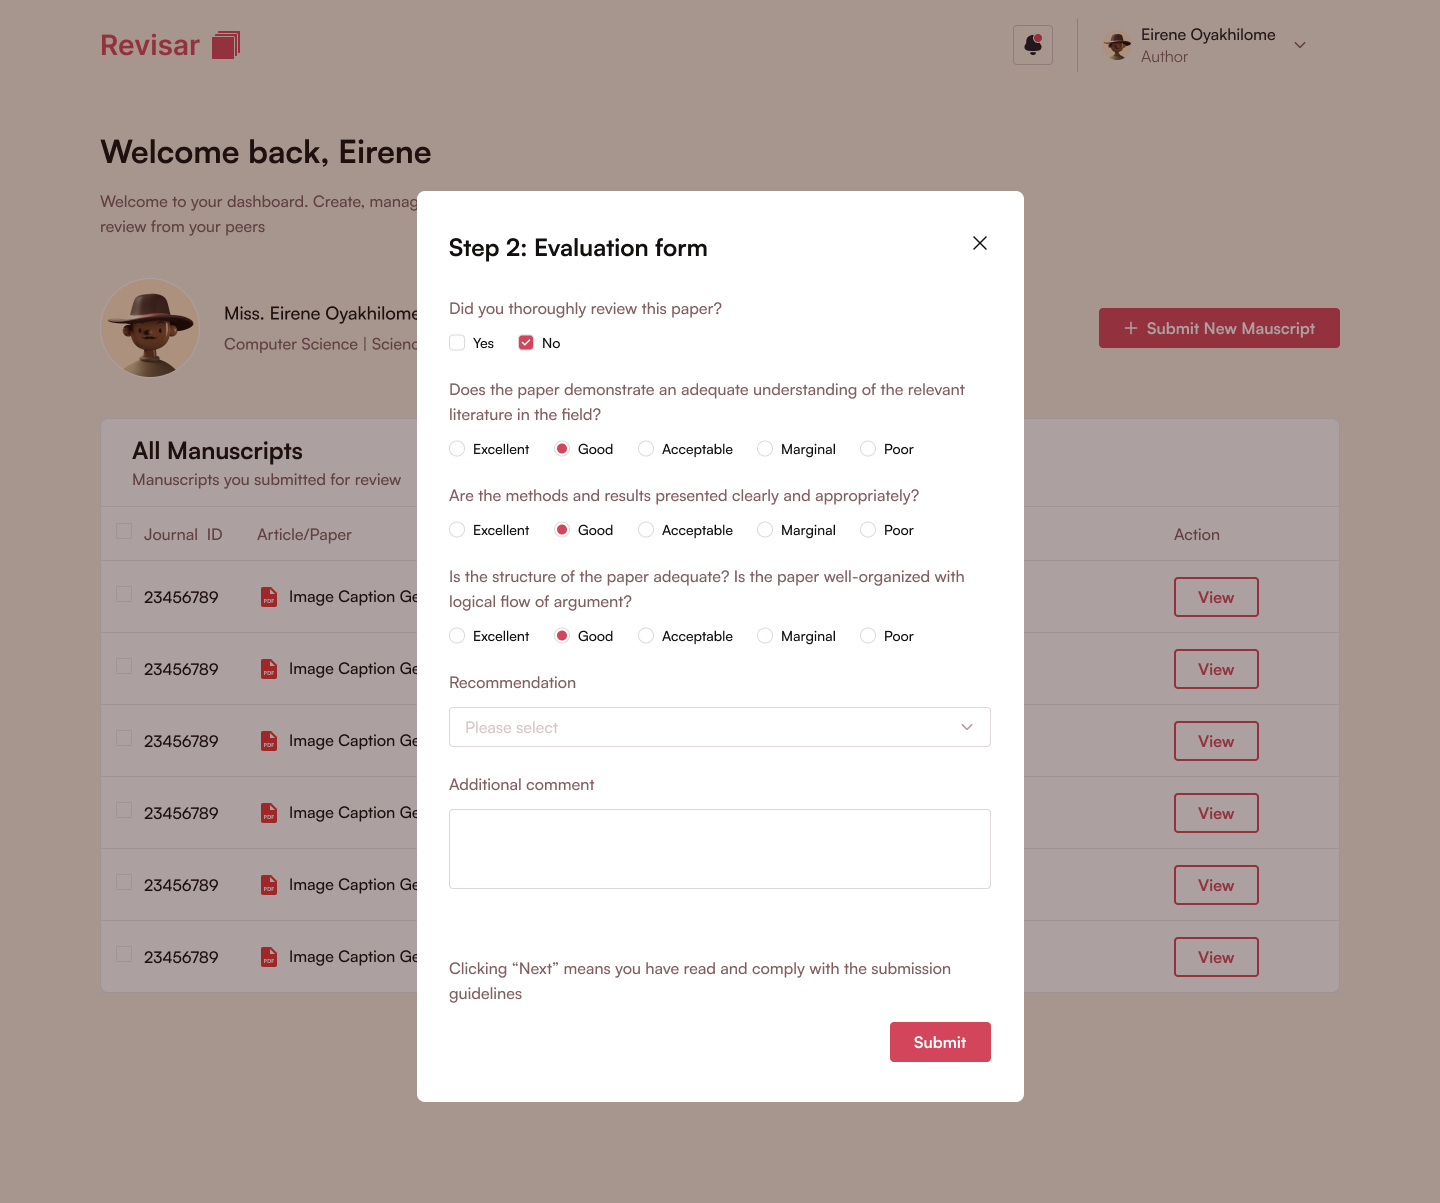 Revisar
Eirene Oyakhilome
Author
Welcome back, Eirene
Welcome to your dashboard. Create, manag
review from your peers
Miss. Eirene Oyakhilome
Computer Science | Scienc
+ Submit New Mauscript
All Manuscripts
Manuscripts you submitted for review
Journal ID Article/Paper Action
23456789 PDF Image Caption Ge View
23456789 PDF Image Caption Ge View
23456789 PDF Image Caption Ge View
23456789 PDF Image Caption Ge View
23456789 PDF Image Caption Ge View
23456789 PDF Image Caption Ge View
Step 2: Evaluation form
Did you thoroughly review this paper?
Yes No
Does the paper demonstrate an adequate understanding of the relevant
literature in the field?
Excellent Good Acceptable Marginal Poor
Are the methods and results presented clearly and appropriately?
Excellent Good Acceptable Marginal Poor
Is the structure of the paper adequate? Is the paper well-organized with
logical flow of argument?
Excellent Good Acceptable Marginal Poor
Recommendation
Please select
Additional comment
Clicking “Next” means you have read and comply with the submission
guidelines
Submit